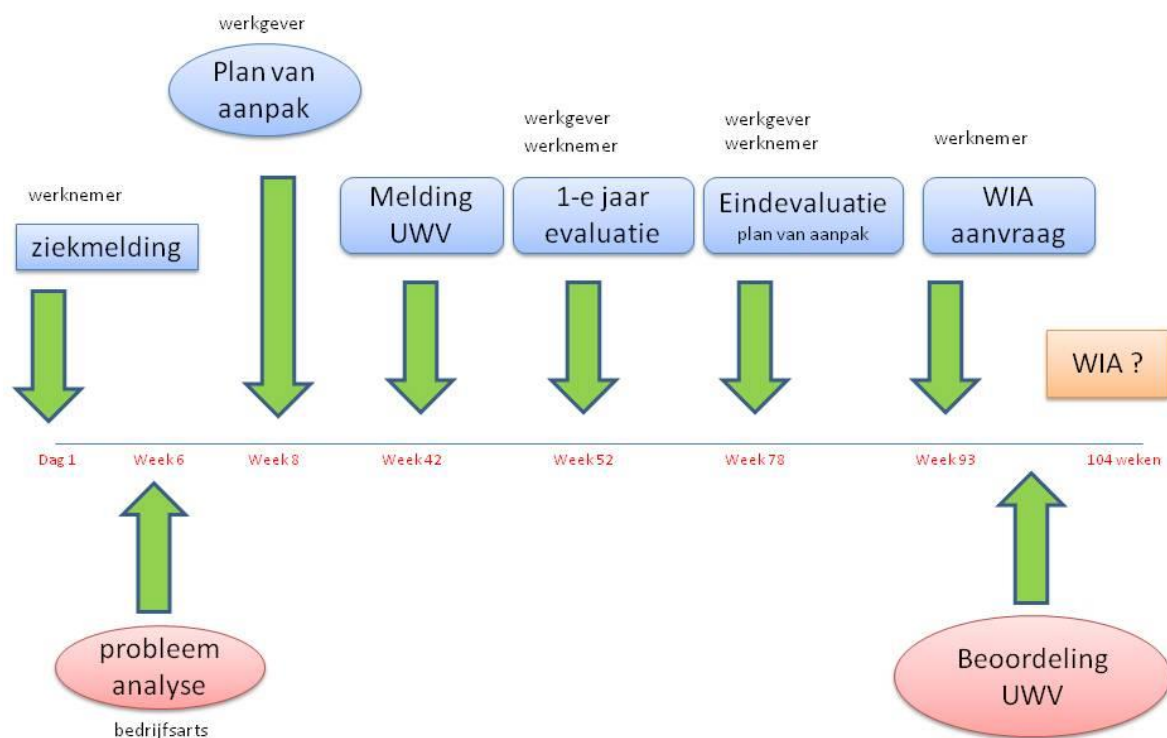 werkgever
Plan van
aanpak
werknemer
ziekmelding
Melding
UWV
werkgever
werknemer
1-e jaar
evaluatie
werkgever
werknemer
Eindevaluatie
plan van aanpak
werknemer
WIA
aanvraag
WIA ?
Dag 1
Week 6
Week 8
Week 42
Week 52
Week 78
Week 93
104 weken
probleem
analyse
bedrijfsarts
Beoordeling
UWV